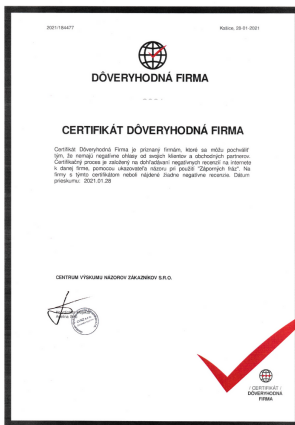 2021/184477
Košice, 28-01-2021
DÔVERYHODNÁ FIRMA
CERTIFIKÁT DÔVERYHODNÁ FIRMA
Certifikát Dôveryhodná Firma je priznaný firmám, ktoré sa môžu pochváliť
tým, že nemajú negatívne ohlasy od svojich klientov a obchodných partnerov.
Certifikačný proces je založený na dohľadávaní negatívnych recenzií na internete
k danej firme, pomocou ukazovateľa názoru pri použití "Záporných fráz". Na
firmy s týmto certifikátom neboli nájdené žiadne negatívne recenzie. Dátum
prieskumu: 2021.01.28
CENTRUM VÝSKUMU NÁZOROV ZÁKAZNÍKOV S.R.O.
/ CERTIFIKÁT /
DÔVERYHODNÁ
FIRMA